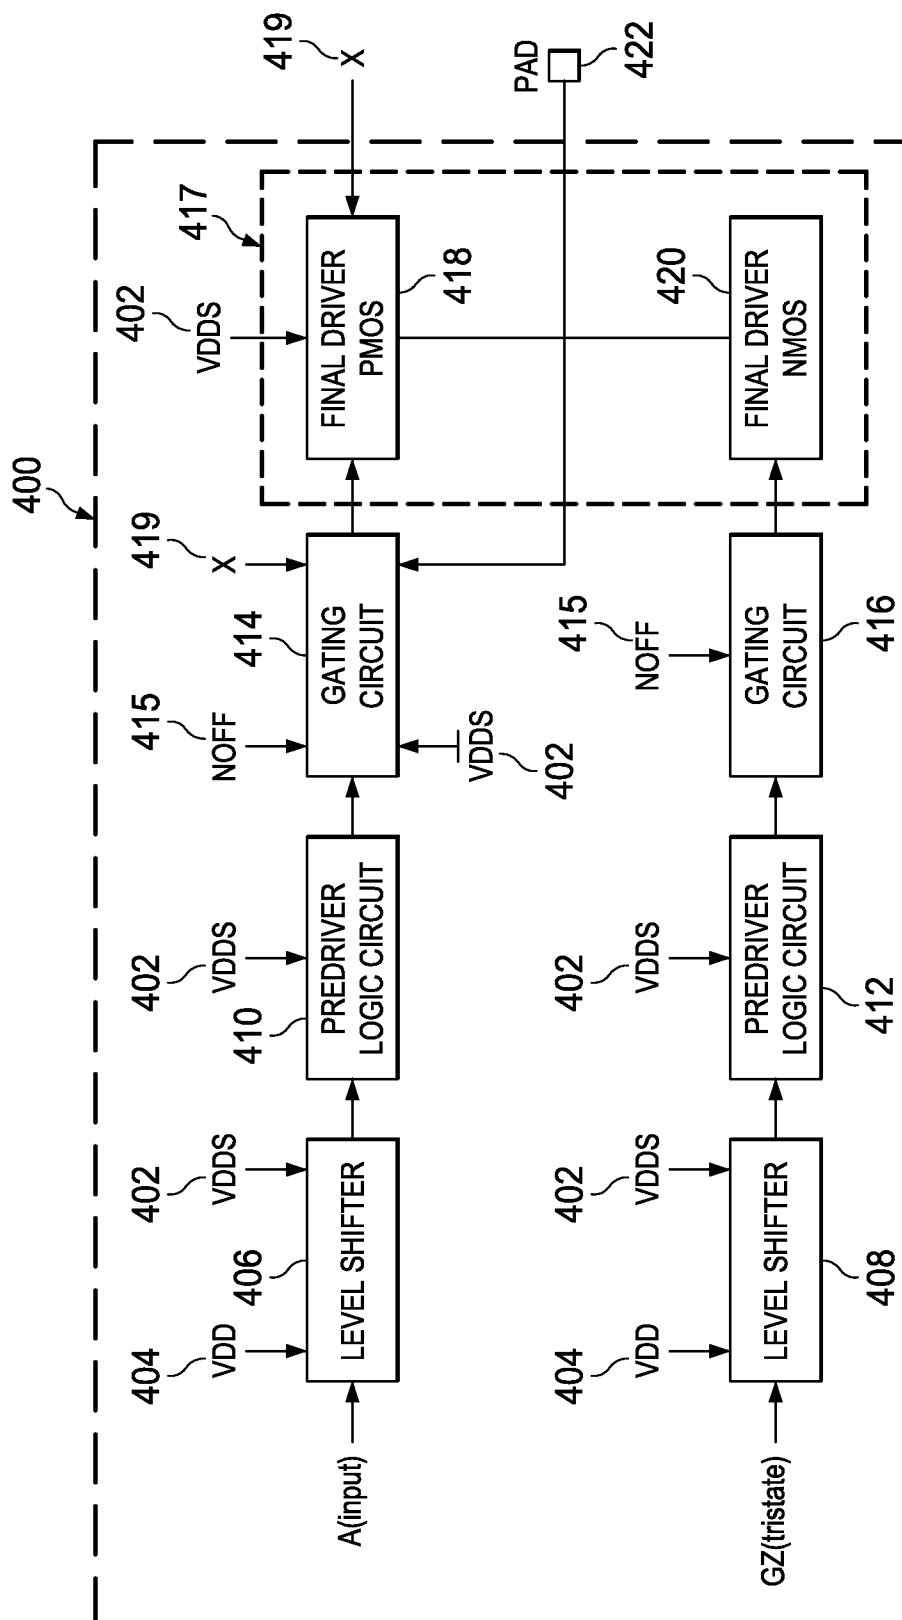 400
A(input)
404
VDD
402
VDDS
406
LEVEL SHIFTER
402
VDDS
410
PREDRIVER
LOGIC CIRCUIT
415
NOFF
419
X
414
GATING
CIRCUIT
VDDS
402
417
402
VDDS
FINAL DRIVER
PMOS
418
419
X
PAD
422
GZ(tristate)
404
VDD
402
VDDS
LEVEL SHIFTER
408
402
VDDS
PREDRIVER
LOGIC CIRCUIT
412
415
NOFF
GATING
CIRCUIT
416
420
FINAL DRIVER
NMOS